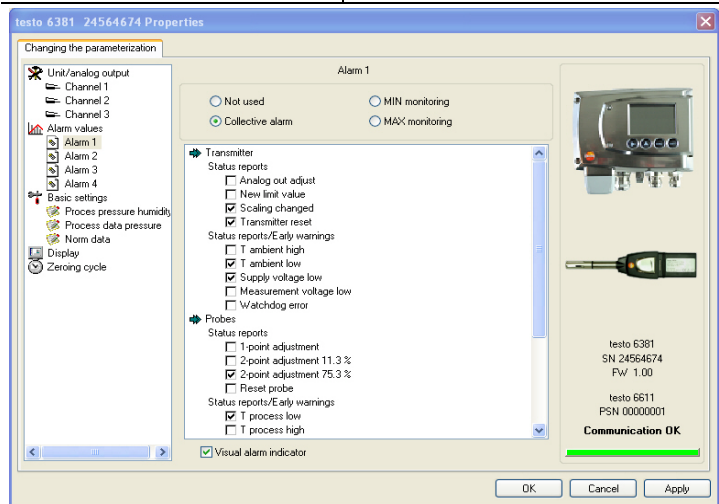 testo 6381 24564674 Properties
Changing the parameterization
Unit/analog output
Channel 1
Channel 2
Channel 3
Alarm values
Alarm 1
Alarm 2
Alarm 3
Alarm 4
Basic settings
Proces pressure humidity
Process data pressure
Norm data
Display
Zeroing cycle
Alarm 1
Not used
MIN monitoring
Collective alarm
MAX monitoring
Transmitter
Status reports
Analog out adjust
New limit value
Scaling changed
Transmitter reset
Status reports/Early warnings
T ambient high
T ambient low
Supply voltage low
Measurement voltage low
Watchdog error
Probes
Status reports
1-point adjustment
2-point adjustment 11.3 %
2-point adjustment 75.3 %
Reset probe
Status reports/Early warnings
T process low
T process high
Visual alarm indicator
testo 6381
SN 24564674
FW 1.00
testo 6611
PSN 00000001
Communication OK
OK
Cancel
Apply